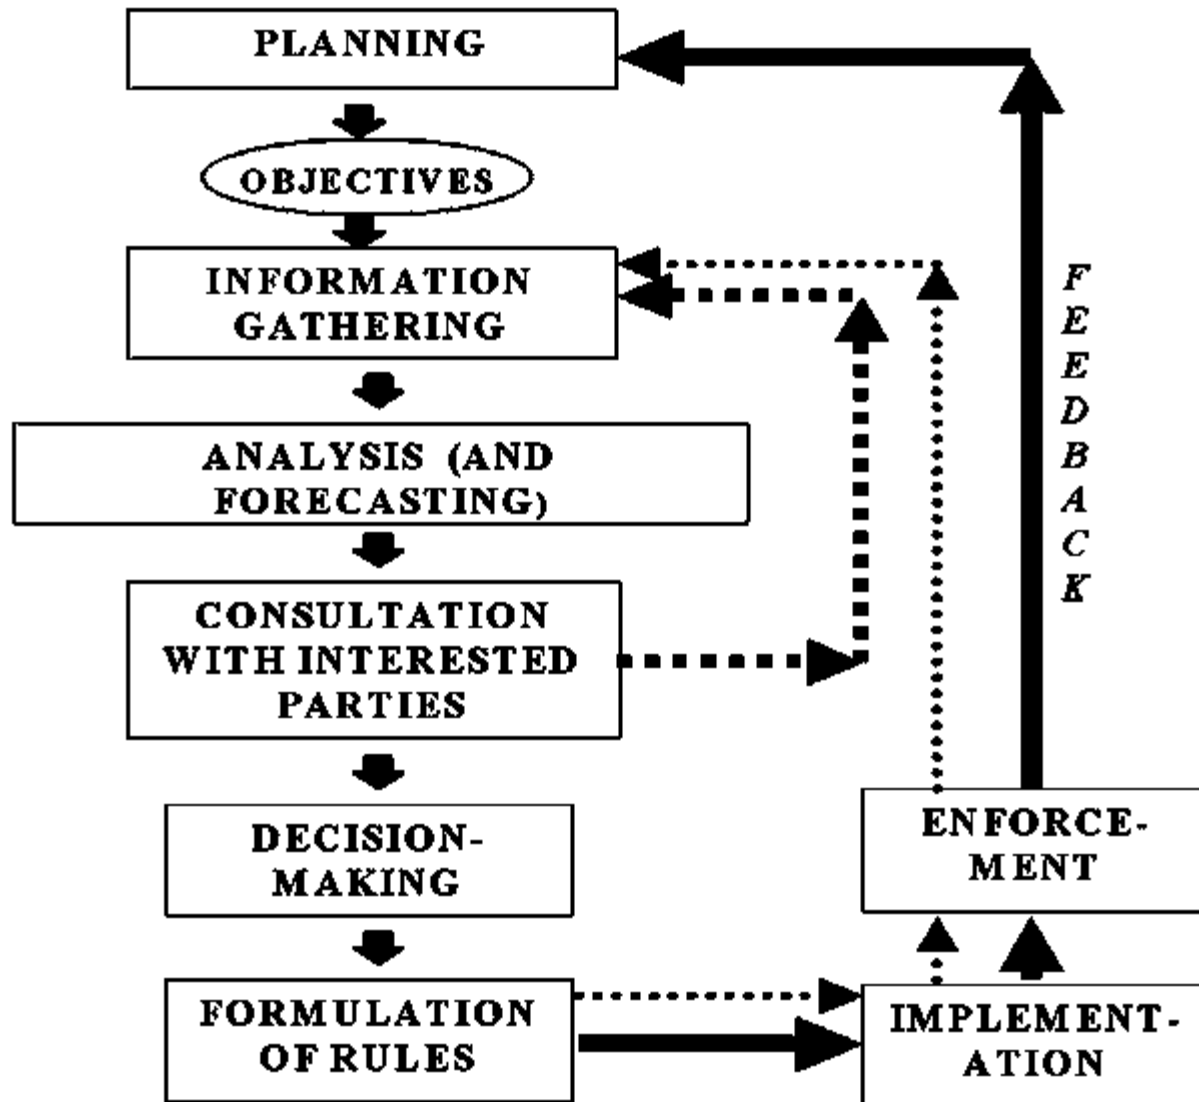 PLANNING
OBJECTIVES
INFORMATION
GATHERING
ANALYSIS (AND
FORECASTING)
CONSULTATION
WITH INTERESTED
PARTIES
DECISION-
MAKING
FORMULATION
OF RULES
IMPLEMENT-
ATION
ENFORCE-
MENT
FEEDBACK